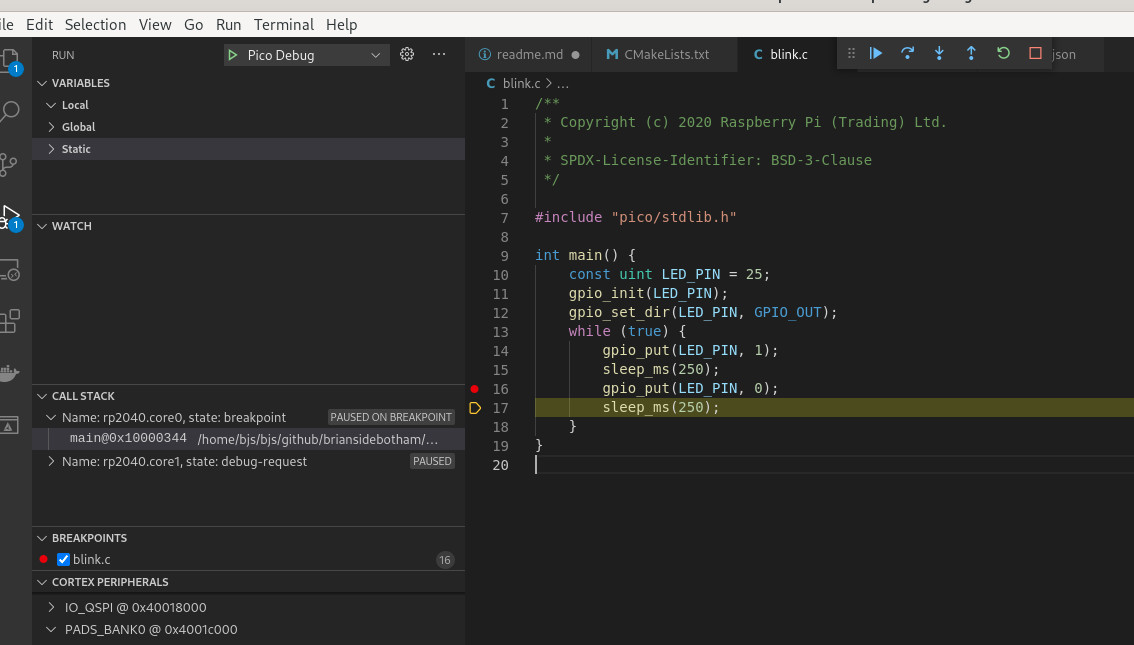 ile Edit Selection View Go Run Terminal Help
1
1
RUN Pico Debug ...
VARIABLES
Local
Global
Static
WATCH
CALL STACK
Name: rp2040.core0, state: breakpoint PAUSED ON BREAKPOINT
main@0x10000344 /home/bjs/bjs/github/briansidebotham/...
Name: rp2040.core1, state: debug-request PAUSED
BREAKPOINTS
blink.c 16
CORTEX PERIPHERALS
IO_QSPI @ 0x40018000
PADS_BANK0 @ 0x4001c000
readme.md M CMakeLists.txt C blink.c json
C blink.c > ...
1 /**
2 * Copyright (c) 2020 Raspberry Pi (Trading) Ltd.
3 *
4 * SPDX-License-Identifier: BSD-3-Clause
5 */
6
7 #include "pico/stdlib.h"
8
9 int main() {
10 const uint LED_PIN = 25;
11 gpio_init(LED_PIN);
12 gpio_set_dir(LED_PIN, GPIO_OUT);
13 while (true) {
14 gpio_put(LED_PIN, 1);
15 sleep_ms(250);
16 gpio_put(LED_PIN, 0);
17 sleep_ms(250);
18 }
19 }
20